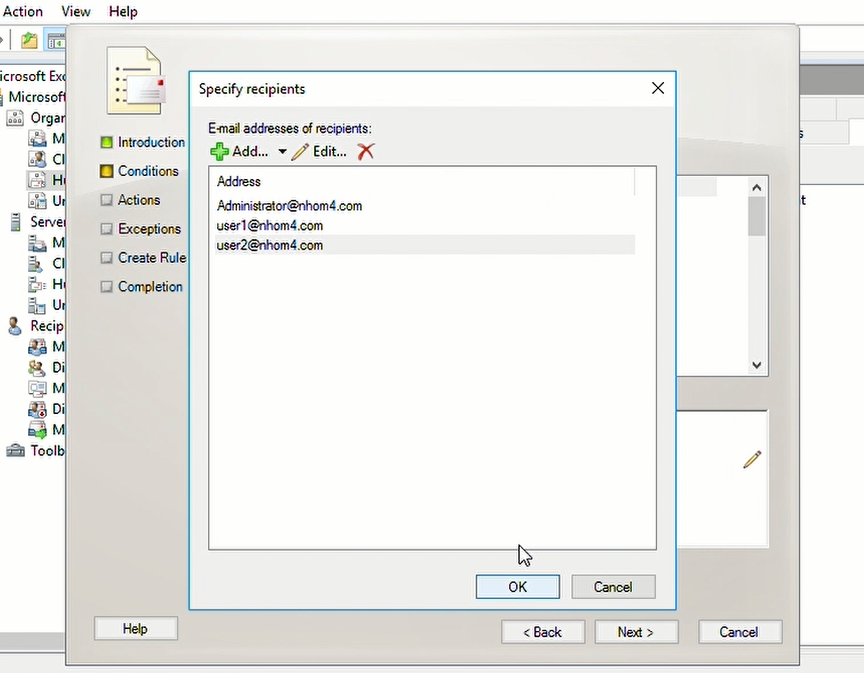 Action View Help
icrosoft Exc
Microsoft
Organ
M
Cl
Hu
Un
Server
M
Cl
Hu
Un
Recip
M
Di
M
Di
M
Toolb
Introduction
Conditions
Actions
Exceptions
Create Rule
Completion
Specify recipients
E-mail addresses of recipients:
Add... Edit...
Address
Administrator@nhom4.com
user1@nhom4.com
user2@nhom4.com
OK Cancel
Help < Back Next > Cancel
s
t